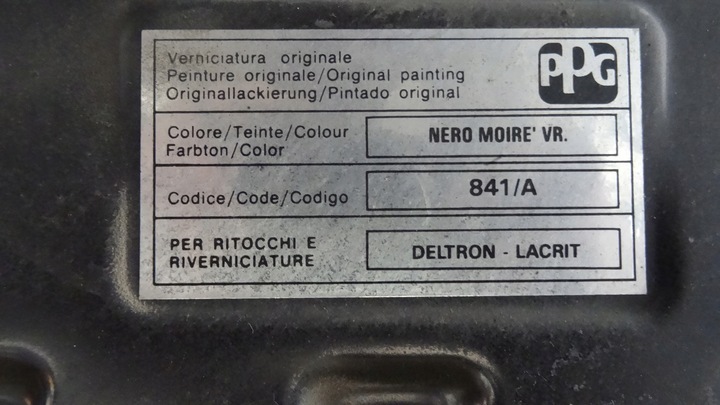 Verniciatura originale
Peinture originale/Original painting
Originallackierung/Pintado original
PPG
Colore/Teinte/Colour
Farbton/Color
NERO MOIRE' VR.
Codice/Code/Codigo
841/A
PER RITOCCHI E
RIVERNICIATURE
DELTRON - LACRIT